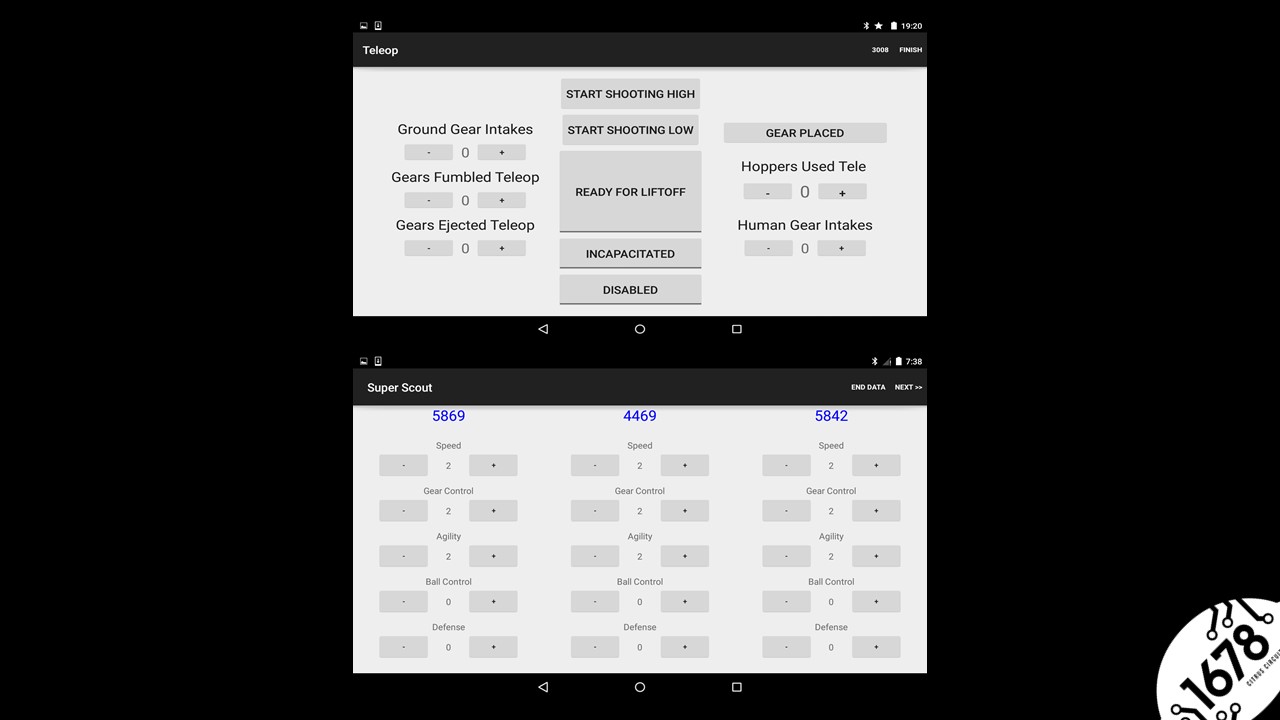 19:20
Teleop
3008 FINISH
START SHOOTING HIGH
START SHOOTING LOW
READY FOR LIFTOFF
INCAPACITATED
DISABLED
Ground Gear Intakes
- 0 +
Gears Fumbled Teleop
- 0 +
Gears Ejected Teleop
- 0 +
GEAR PLACED
Hoppers Used Tele
- 0 +
Human Gear Intakes
- 0 +
7:38
Super Scout
END DATA NEXT >>
5869 4469 5842
Speed Speed Speed
- 2 + - 2 + - 2 +
Gear Control Gear Control Gear Control
- 2 + - 2 + - 2 +
Agility Agility Agility
- 2 + - 2 + - 2 +
Ball Control Ball Control Ball Control
- 0 + - 0 + - 0 +
Defense Defense Defense
- 0 + - 0 + - 0 +
1678
CITRUS